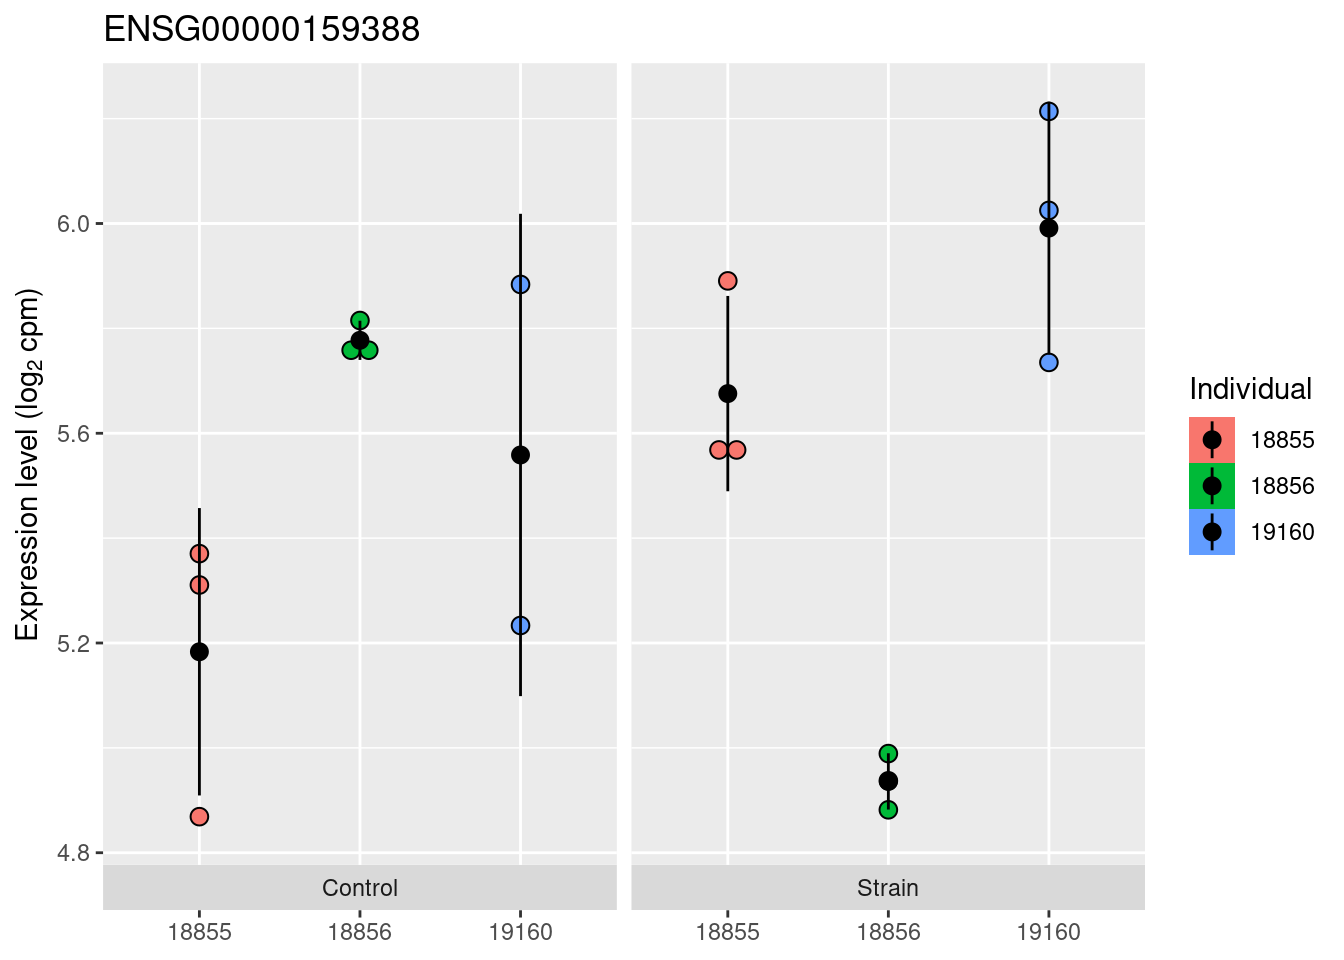 ENSG00000159388
Expression level (log₂ cpm)
6.0
5.6
5.2
4.8
Control
Strain
18855
18856
19160
18855
18856
19160
Individual
18855
18856
19160